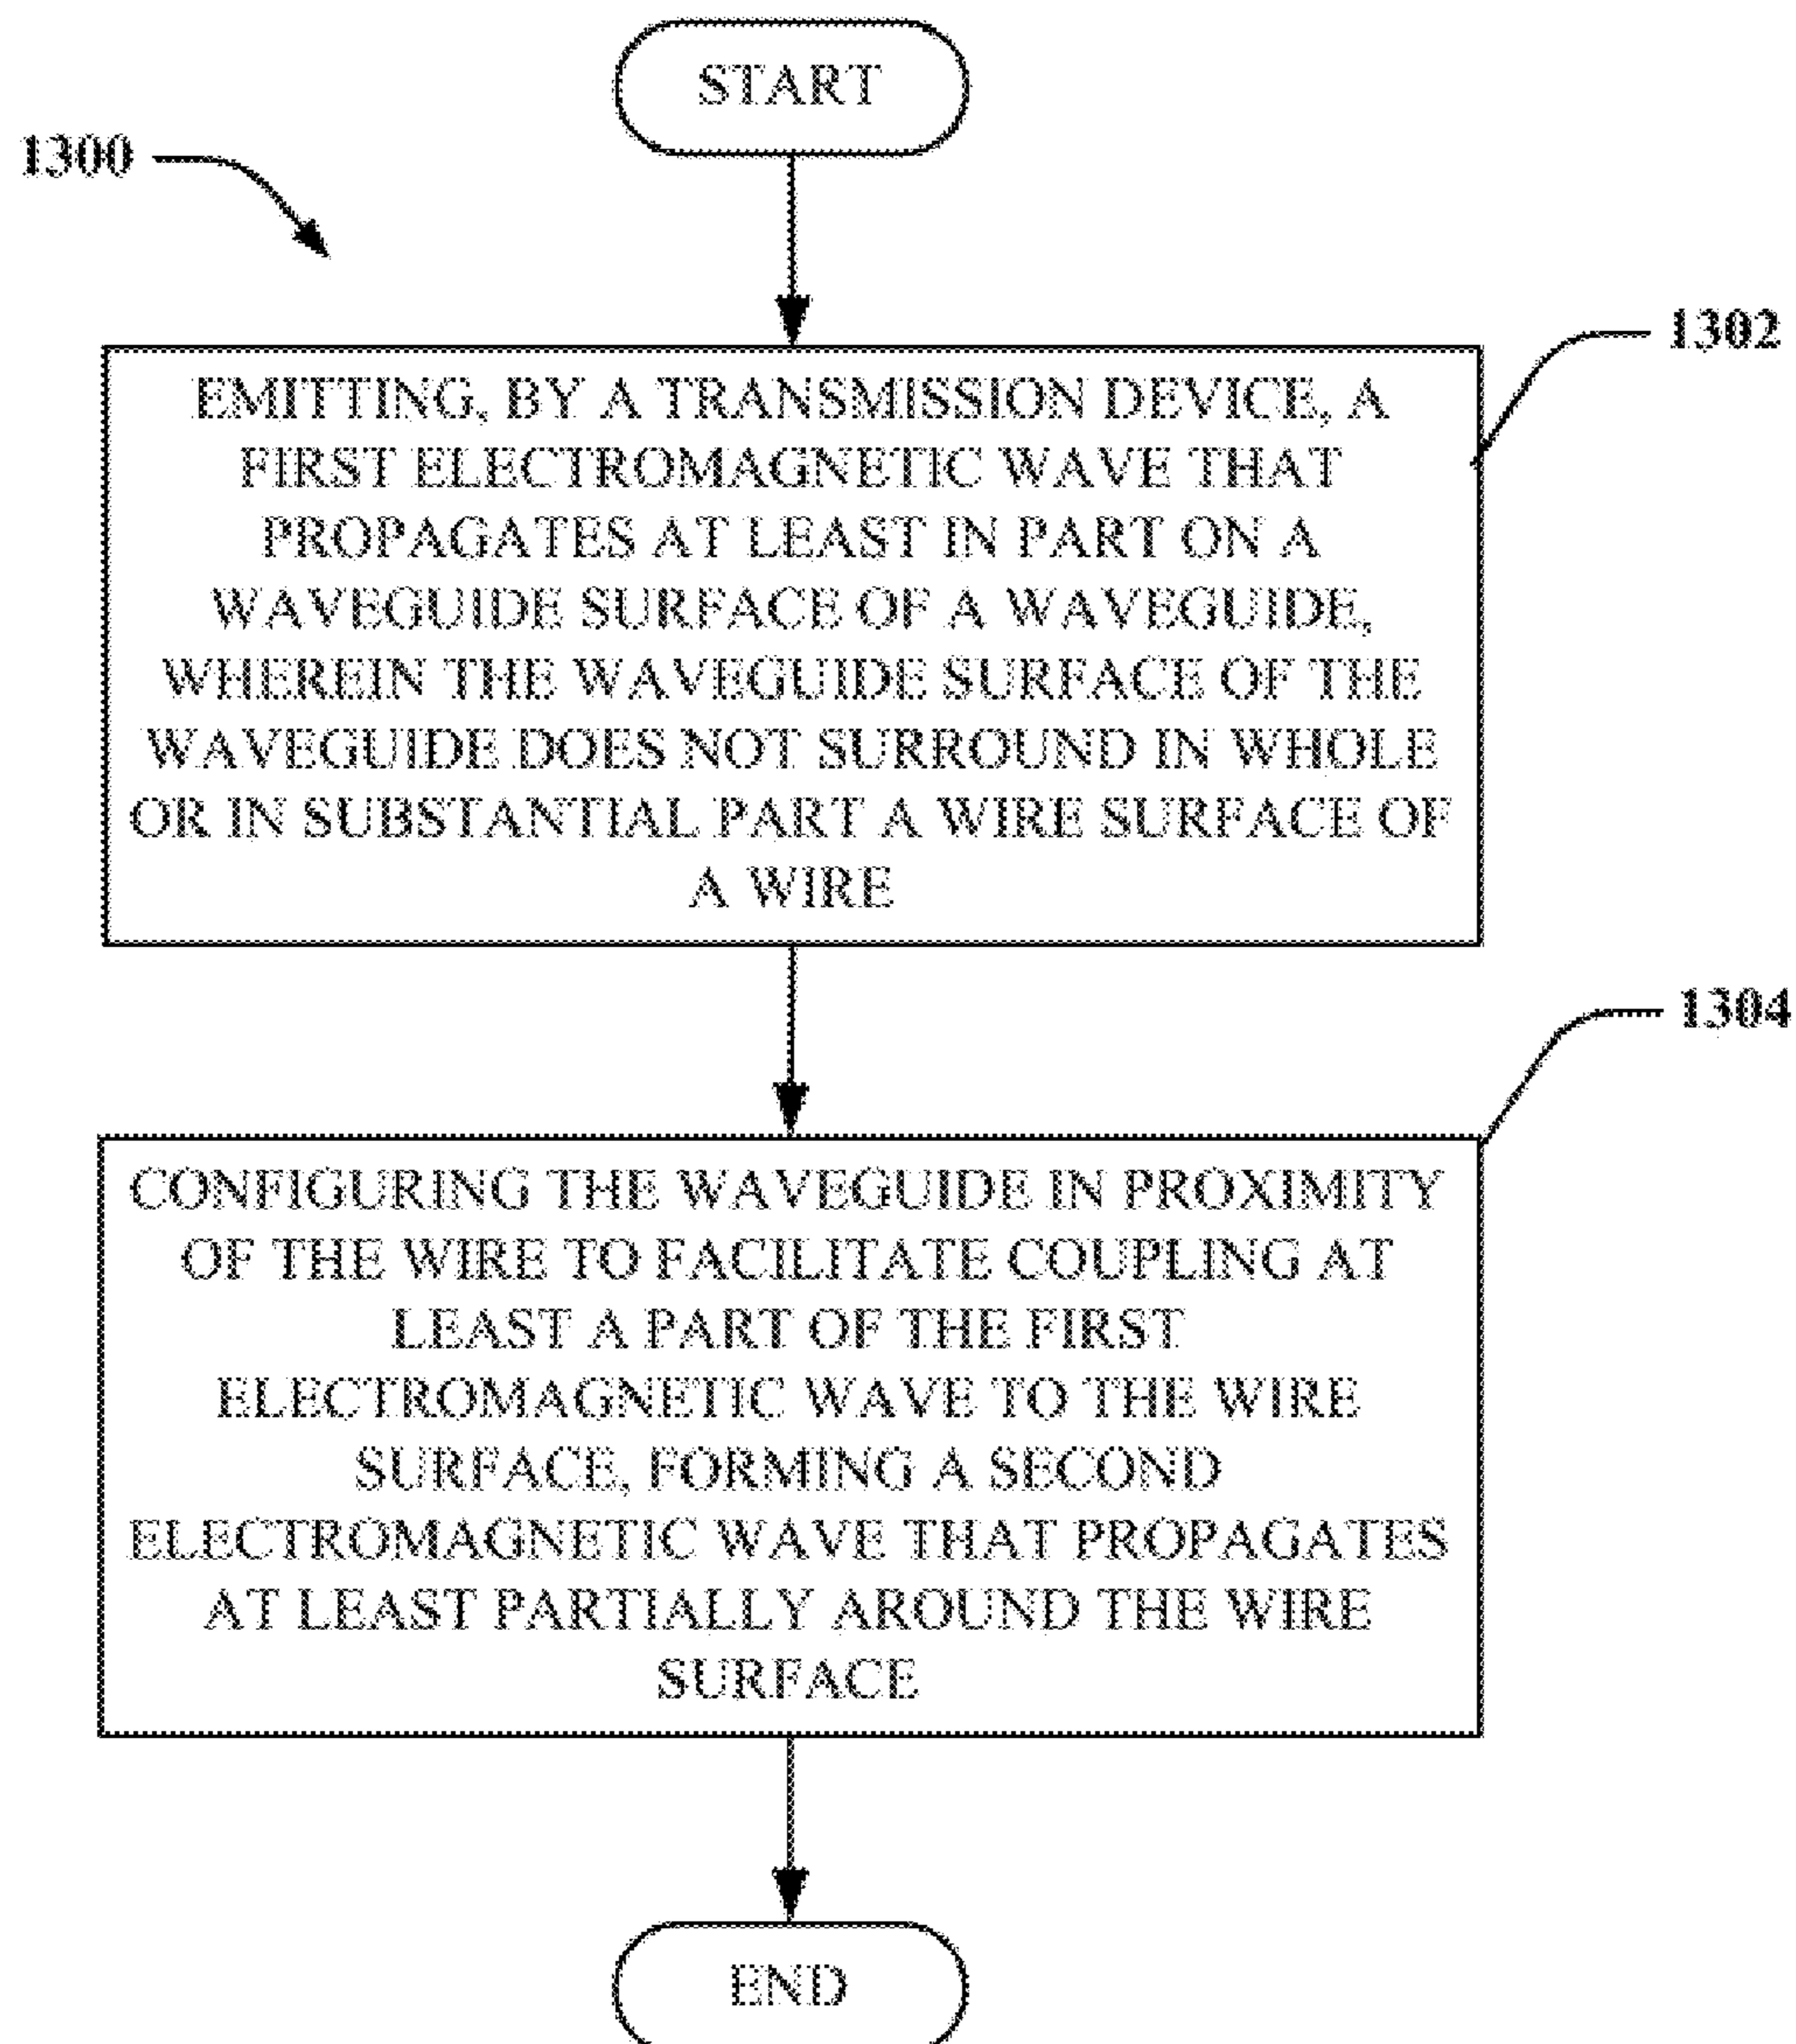 START
1300
1302
EMITTING, BY A TRANSMISSION DEVICE, A
FIRST ELECTROMAGNETIC WAVE THAT
PROPAGATES AT LEAST IN PART ON A
WAVEGUIDE SURFACE OF A WAVEGUIDE,
WHEREIN THE WAVEGUIDE SURFACE OF THE
WAVEGUIDE DOES NOT SURROUND IN WHOLE
OR IN SUBSTANTIAL PART A WIRE SURFACE OF
A WIRE
1304
CONFIGURING THE WAVEGUIDE IN PROXIMITY
OF THE WIRE TO FACILITATE COUPLING AT
LEAST A PART OF THE FIRST
ELECTROMAGNETIC WAVE TO THE WIRE
SURFACE, FORMING A SECOND
ELECTROMAGNETIC WAVE THAT PROPAGATES
AT LEAST PARTIALLY AROUND THE WIRE
SURFACE
END